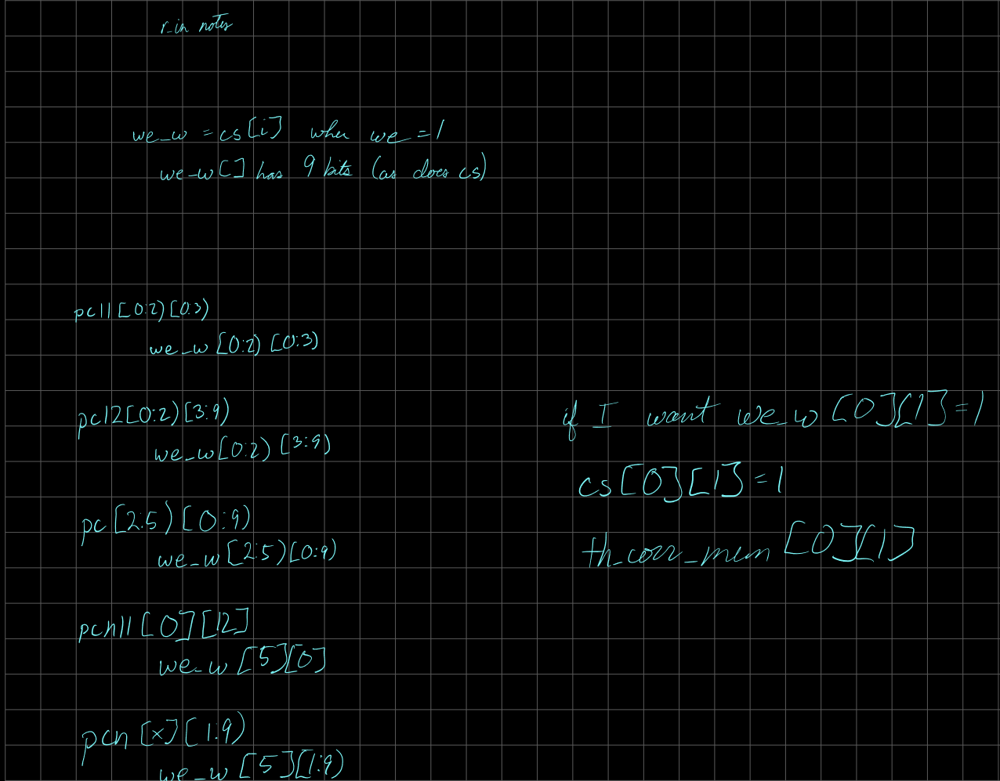 r_in notes
we_w = cs[i] when we = 1
we_w[] has 9 bits (as does cs)
pc11[0:2)[0:3)
we_w[0:2)[0:3)
pc12[0:2)[3:9)
we_w[0:2)[3:9)
pc[2:5)[0:9)
we_w[2:5)[0:9)
pcn11[0][12]
we_w[5][0]
pcn[x][1:9)
we_w[5][1:9)
if I want we_w[0][1]=1
cs[0][1]=1
th_corr_mem[0][1]